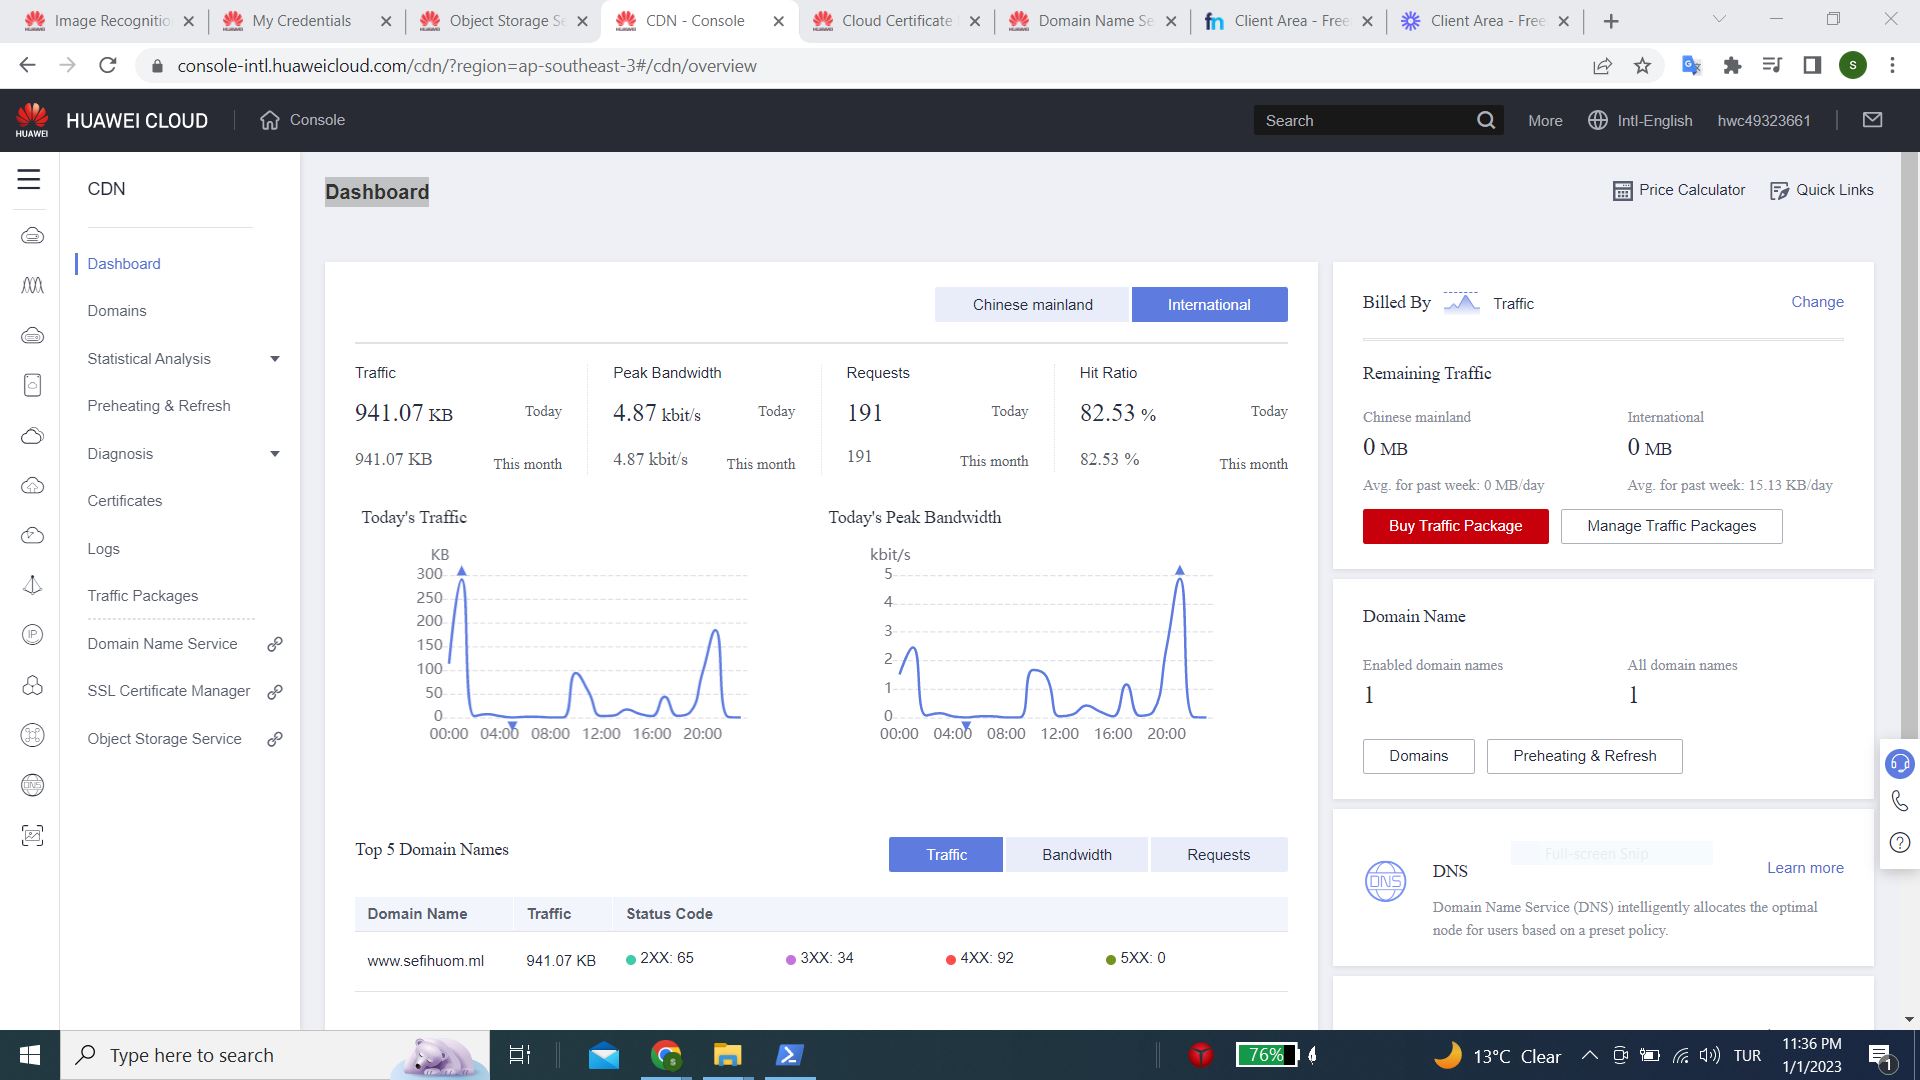 Image Recognitio
My Credentials
Object Storage Se
CDN - Console
Cloud Certificate
Domain Name Se
fn Client Area - Free
Client Area - Free
console-intl.huaweicloud.com/cdn/?region=ap-southeast-3#/cdn/overview
S
HUAWEI
HUAWEI CLOUD
Console
Search
More
Intl-English
hwc49323661
CDN
Dashboard
Domains
Statistical Analysis
Preheating & Refresh
Diagnosis
Certificates
Logs
Traffic Packages
Domain Name Service
SSL Certificate Manager
Object Storage Service
IP
DNS
Dashboard
Price Calculator
Quick Links
Chinese mainland
International
Traffic
941.07 KB Today
941.07 KB This month
Peak Bandwidth
4.87 kbit/s Today
4.87 kbit/s This month
Requests
191 Today
191 This month
Hit Ratio
82.53 % Today
82.53 % This month
Today's Traffic
KB
300
250
200
150
100
50
0
00:00 04:00 08:00 12:00 16:00 20:00
Today's Peak Bandwidth
kbit/s
5
4
3
2
1
0
00:00 04:00 08:00 12:00 16:00 20:00
Top 5 Domain Names
Traffic
Bandwidth
Requests
Domain Name Traffic Status Code
www.sefihuom.ml 941.07 KB 2XX: 65 3XX: 34 4XX: 92 5XX: 0
Billed By Traffic Change
Remaining Traffic
Chinese mainland
0 MB
Avg. for past week: 0 MB/day
International
0 MB
Avg. for past week: 15.13 KB/day
Buy Traffic Package
Manage Traffic Packages
Domain Name
Enabled domain names
1
All domain names
1
Domains
Preheating & Refresh
Full-screen Snip
DNS
DNS
Learn more
Domain Name Service (DNS) intelligently allocates the optimal
node for users based on a preset policy.
Type here to search
76%
13°C Clear
TUR
11:36 PM
1/1/2023
1